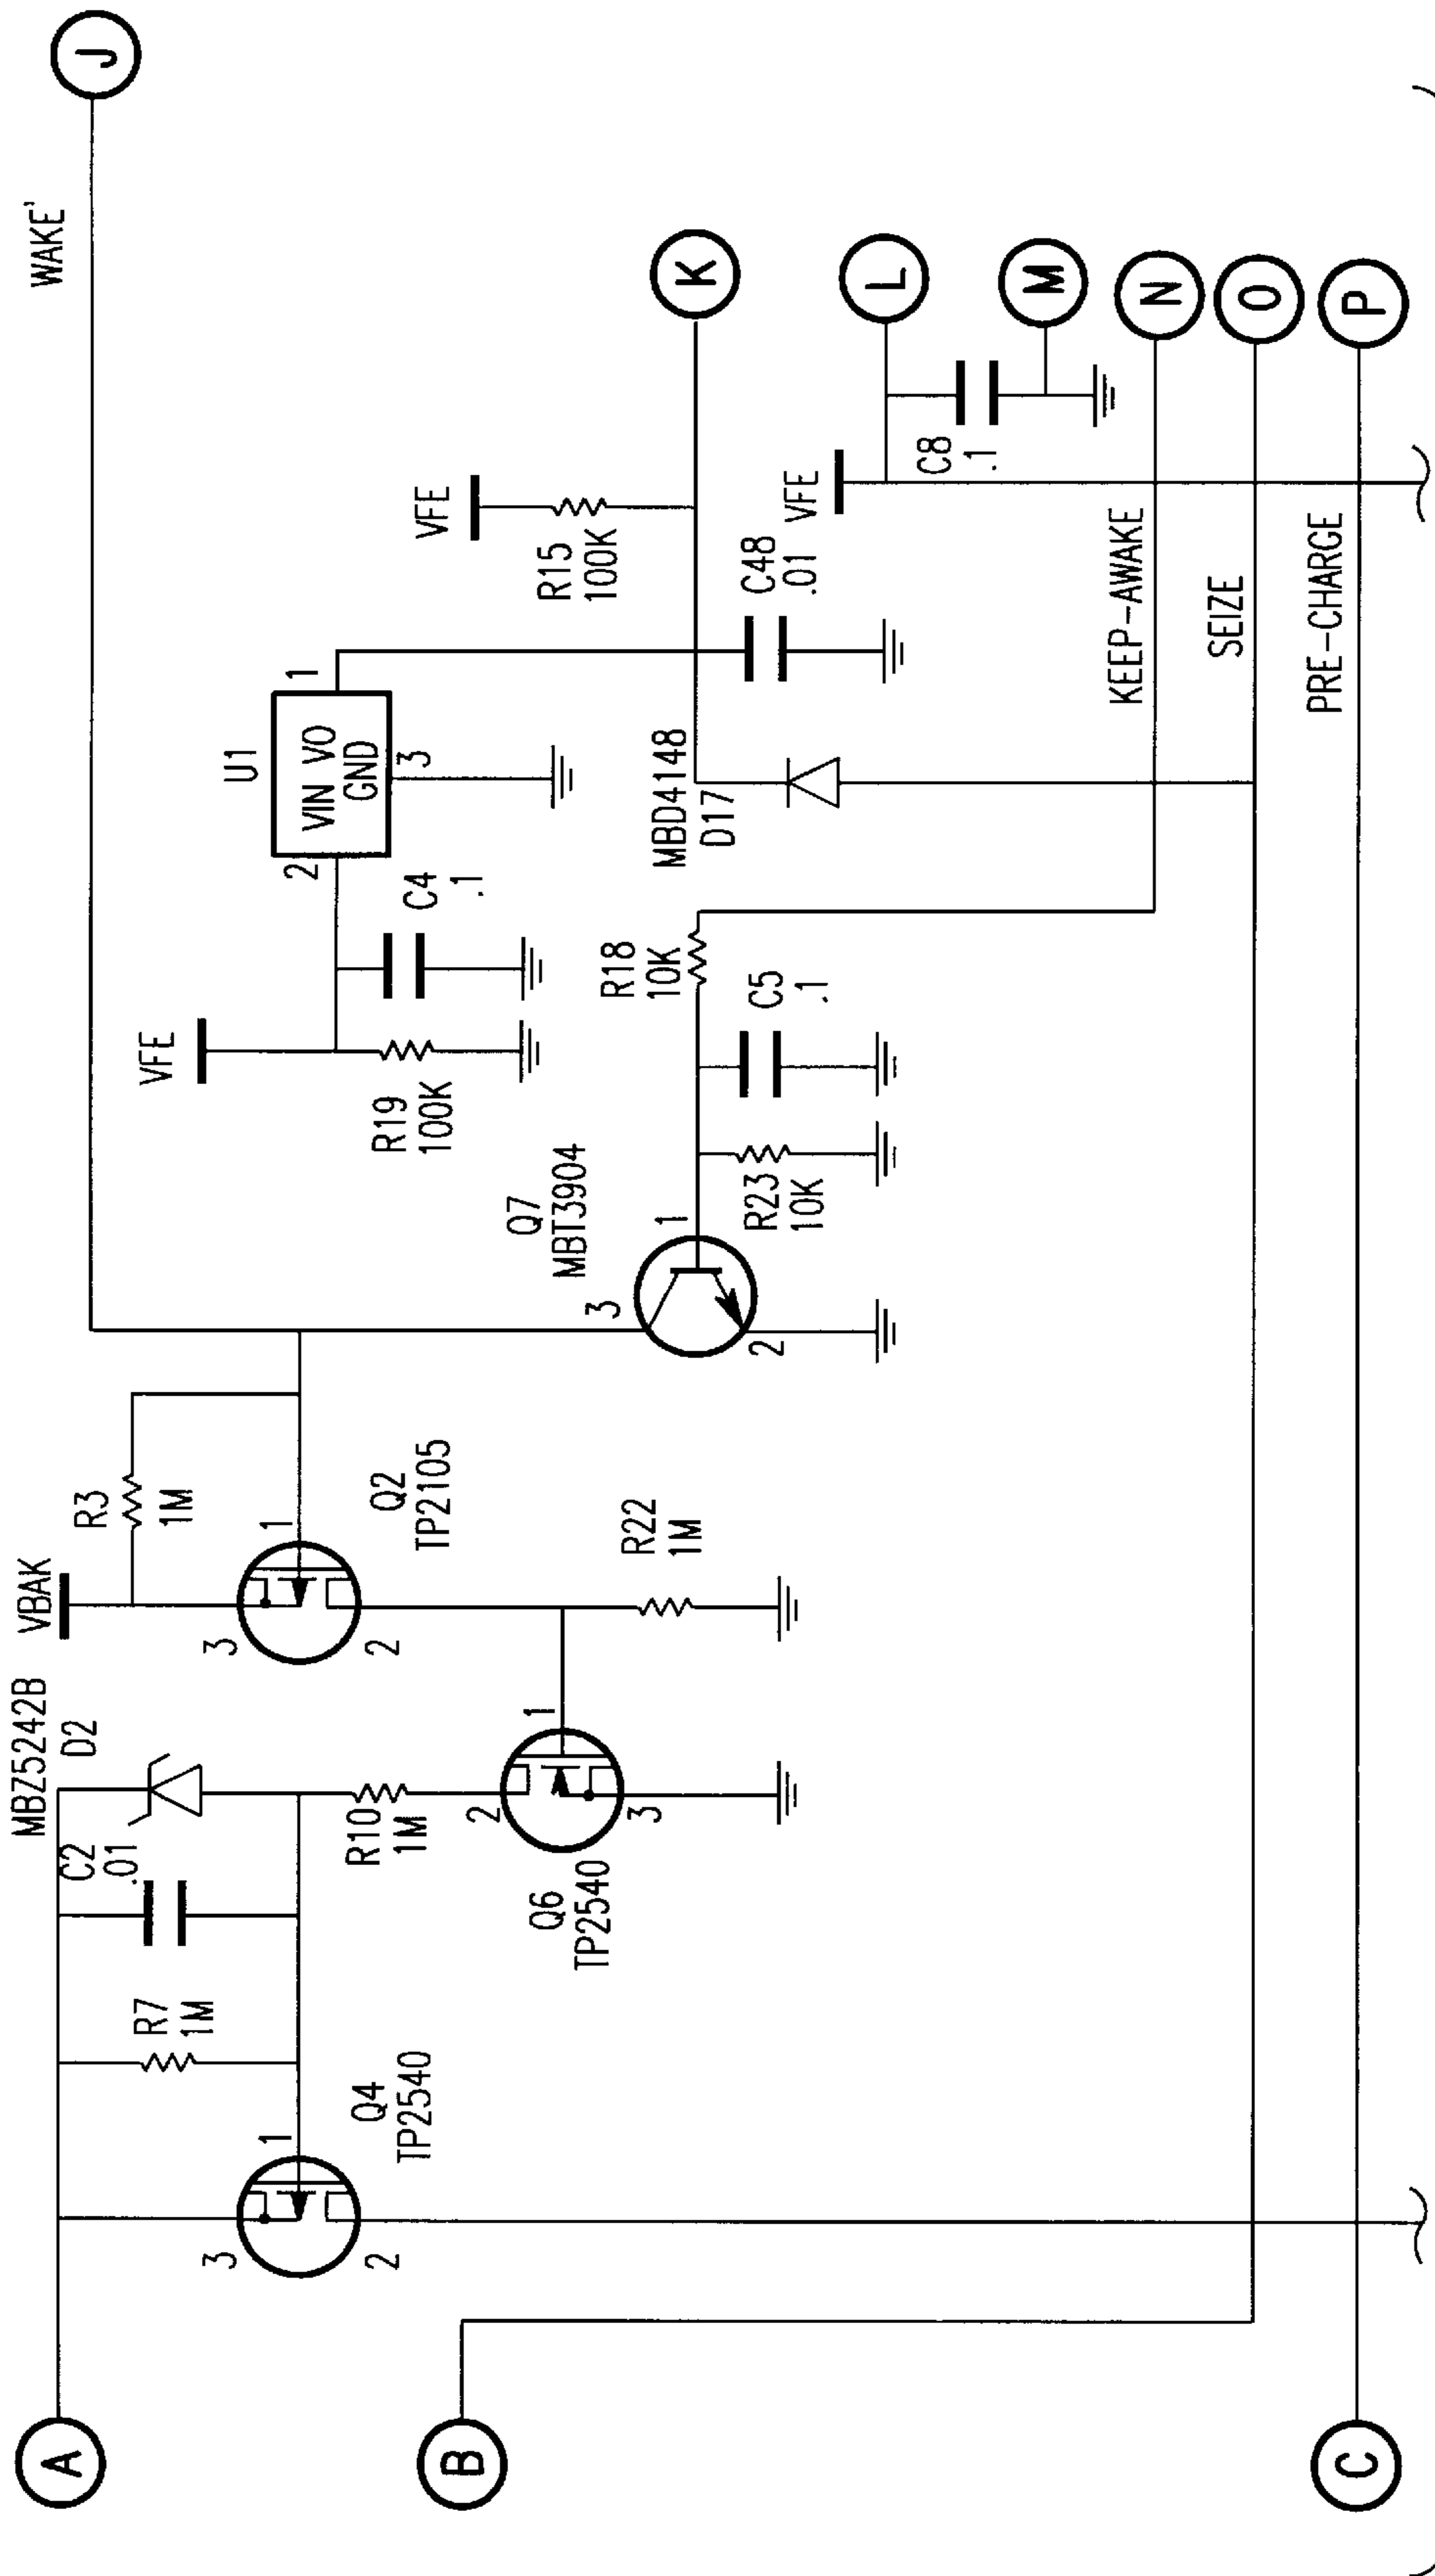 A
B
C
MBZ5242B
D2
C2
.01
R7
1M
Q4
TP2540
1
3
2
R10
1M
2
1
3
Q6
TP2540
VBAK
R3
1M
1
3
2
Q2
TP2105
R22
1M
WAKE'
J
Q7
MBT3904
3
1
2
R23
10K
C5
.1
R18
10K
VFE
R19
100K
C4
.1
U1
2
VIN VO
GND
1
3
MBD4148
D17
VFE
R15
100K
C48
.01
K
VFE
C8
.1
L
M
KEEP-AWAKE
N
SEIZE
O
PRE-CHARGE
P